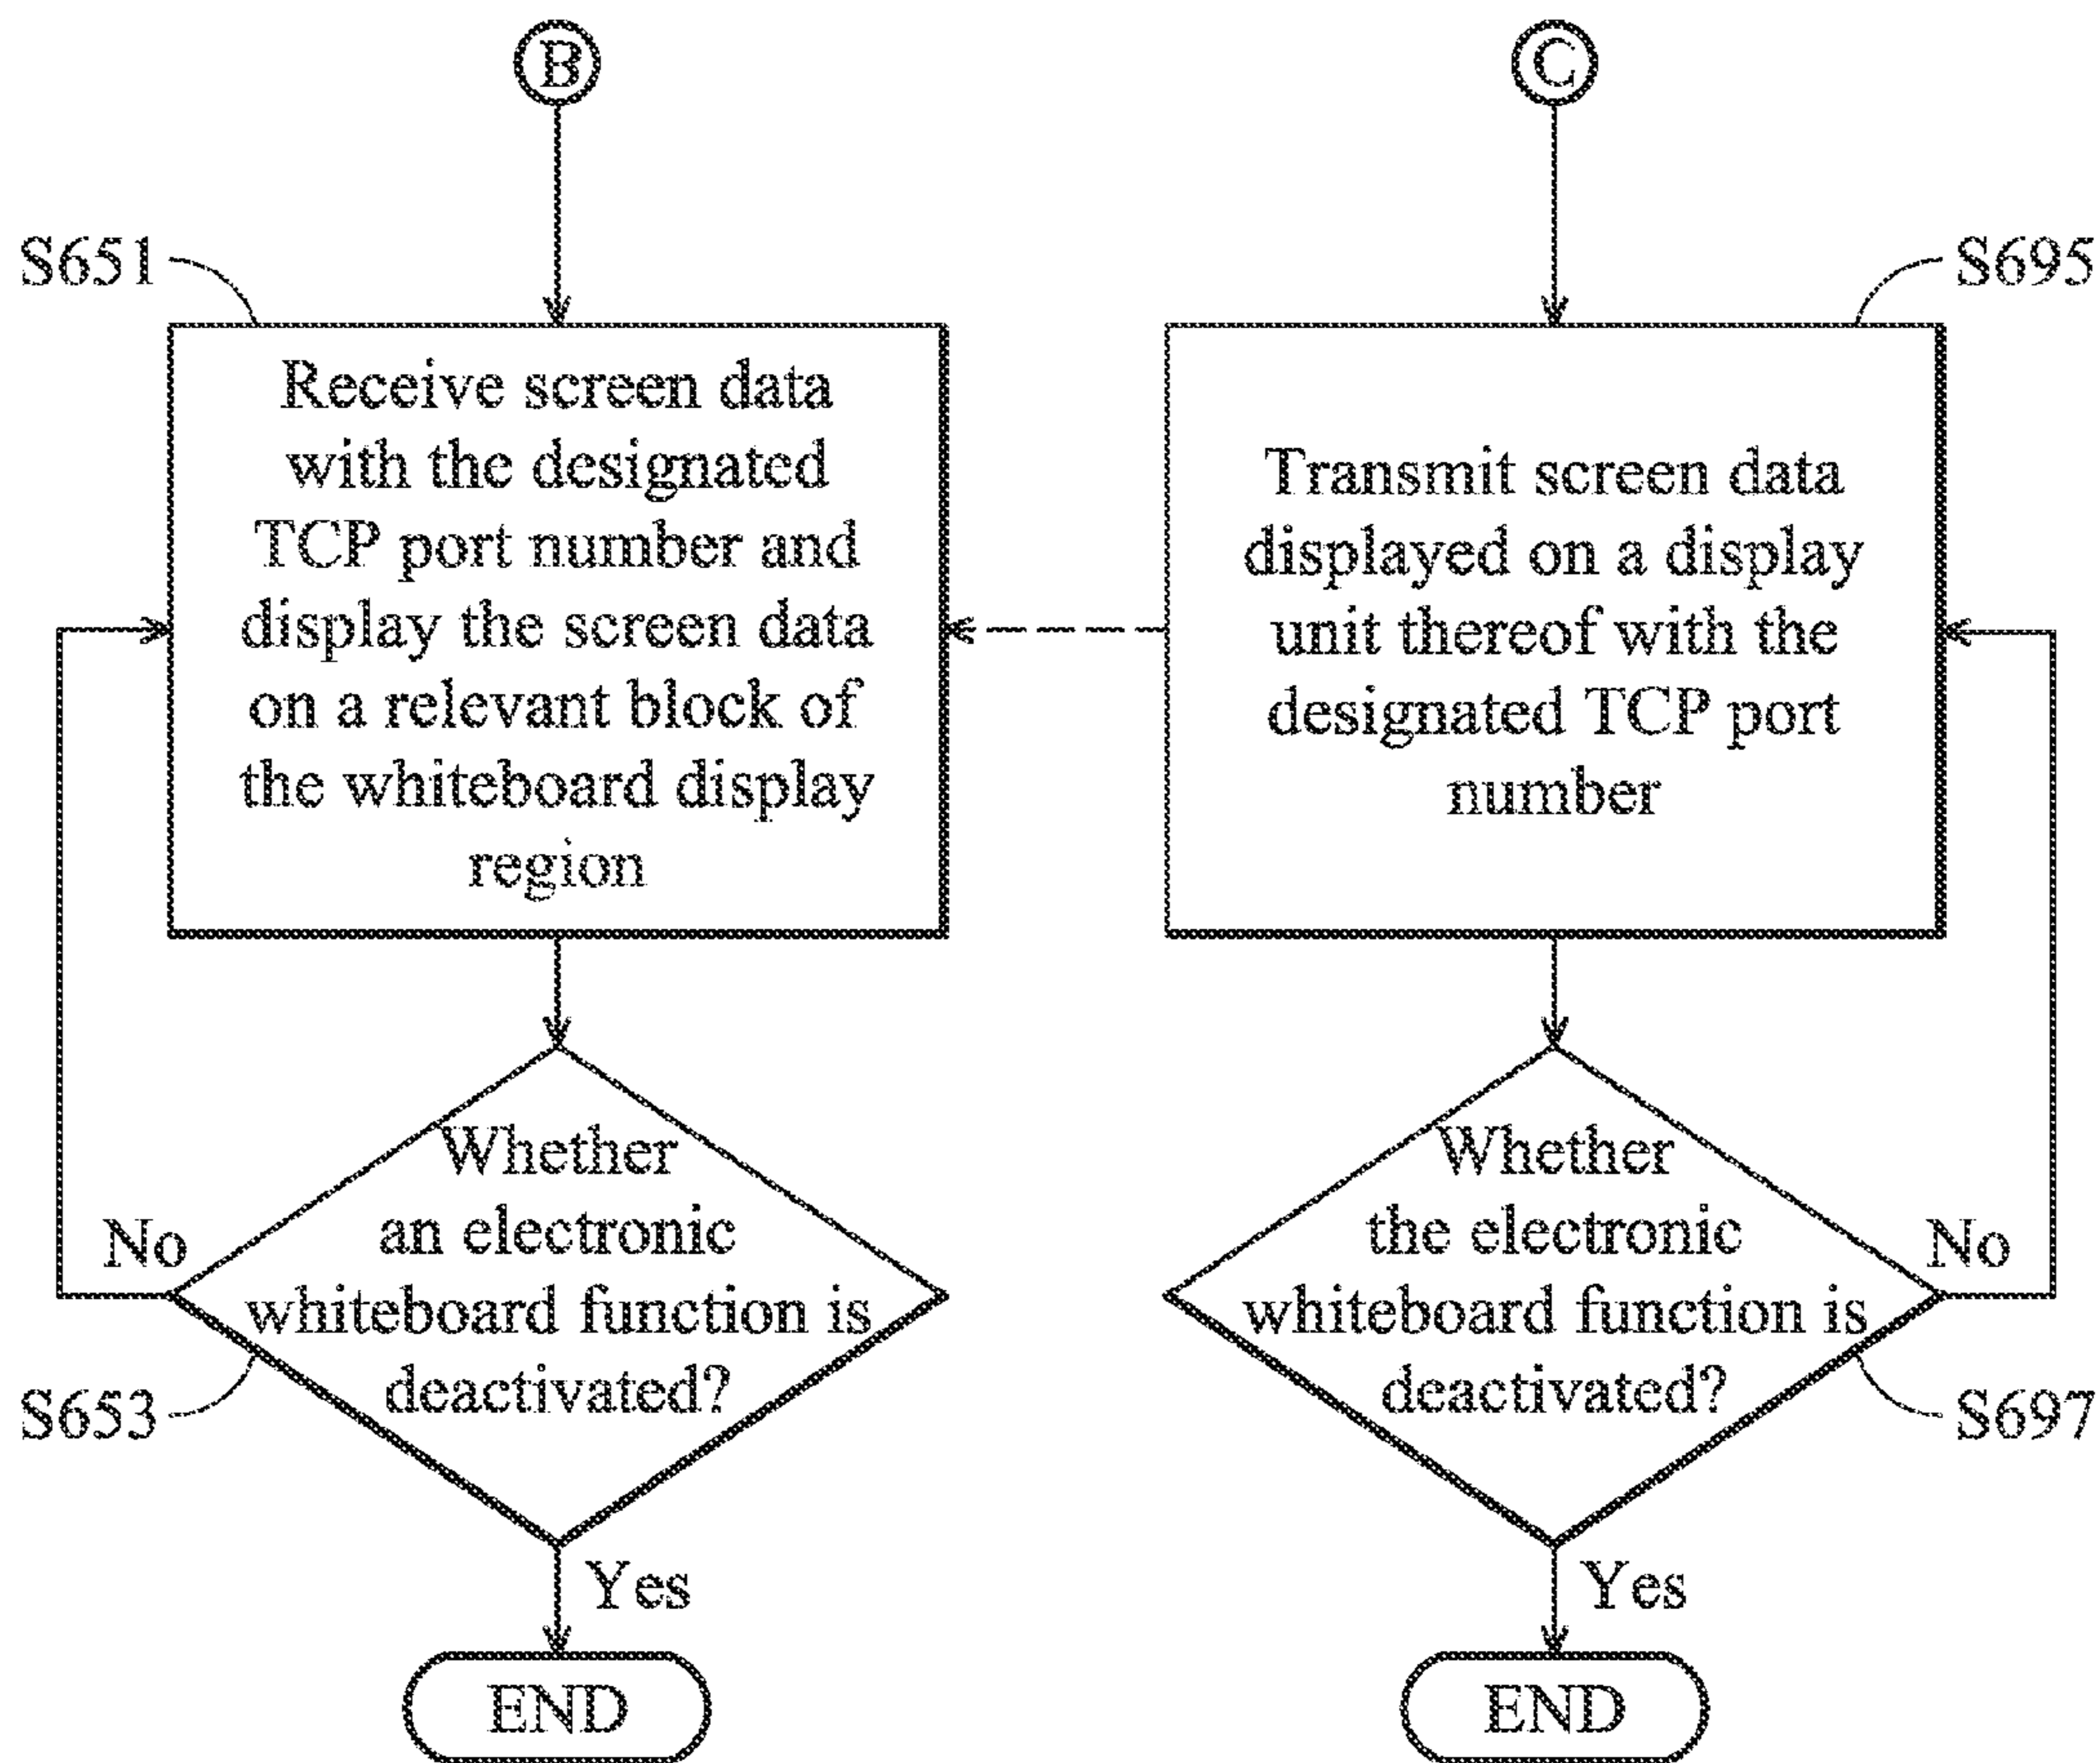 B
S651
Receive screen data
with the designated
TCP port number and
display the screen data
on a relevant block of
the whiteboard display
region
No
Whether
an electronic
whiteboard function is
deactivated?
S653
Yes
END
C
S695
Transmit screen data
displayed on a display
unit thereof with the
designated TCP port
number
Whether
the electronic
whiteboard function is
deactivated?
No
S697
Yes
END